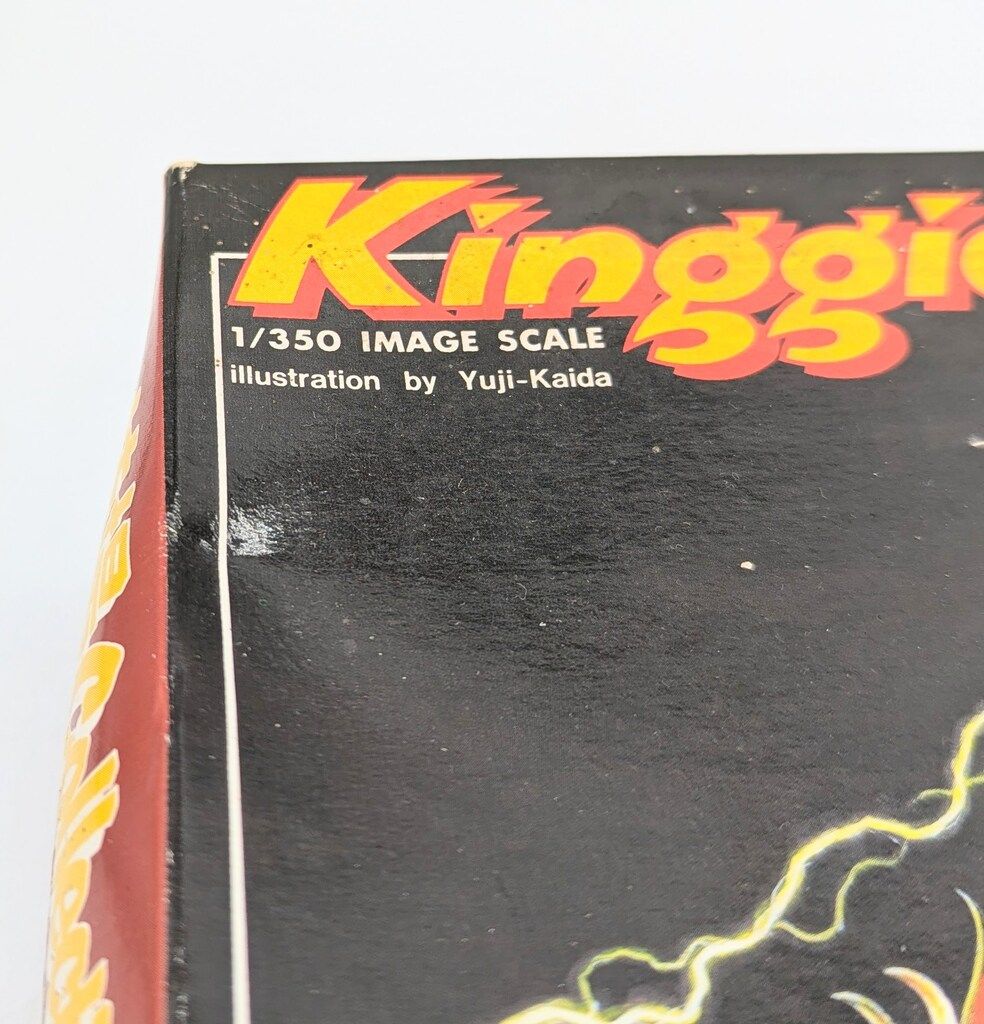 Kinggi
1/350 IMAGE SCALE
illustration by Yuji-Kaida